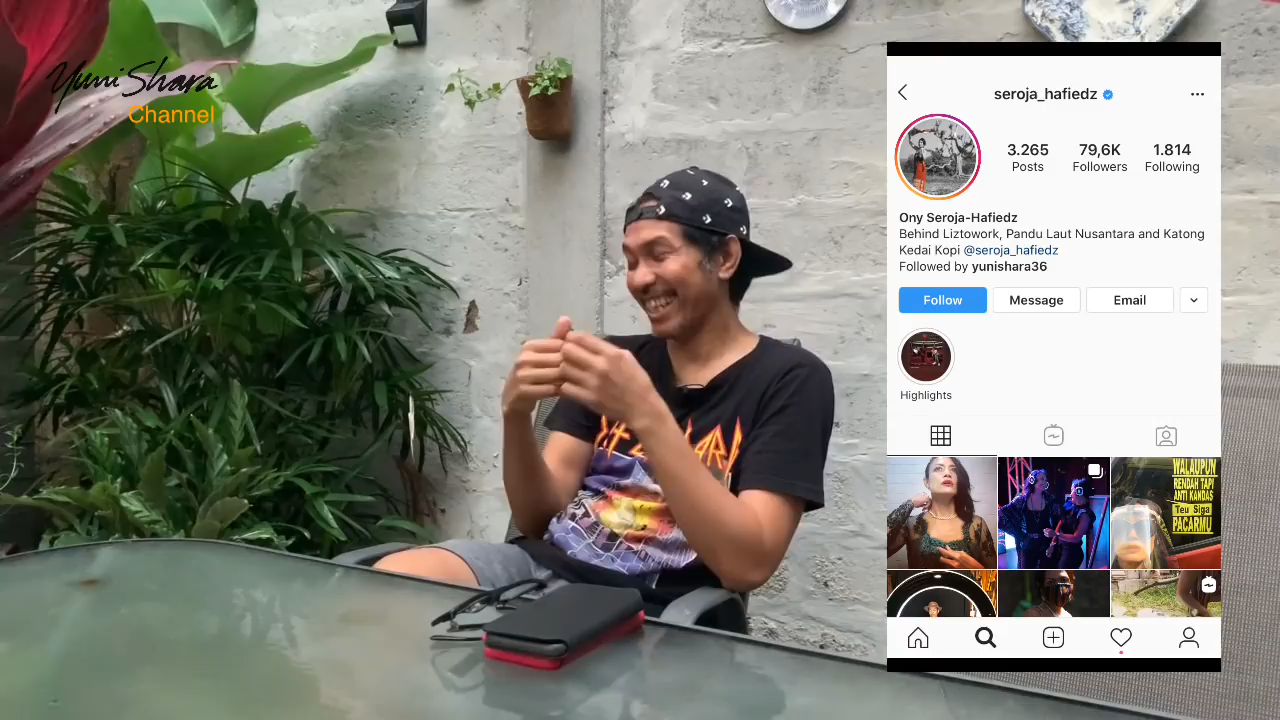 Yuni Shara
Channel
seroja_hafiedz
3.265
Posts
79,6K
Followers
1.814
Following
Ony Seroja-Hafiedz
Behind Liztowork, Pandu Laut Nusantara and Katong
Kedai Kopi @seroja_hafiedz
Followed by yunishara36
Follow
Message
Email
Highlights
WALAUPUN
RENDAH TAPI
ANTI KANDAS
Teu Siga
PACARMU